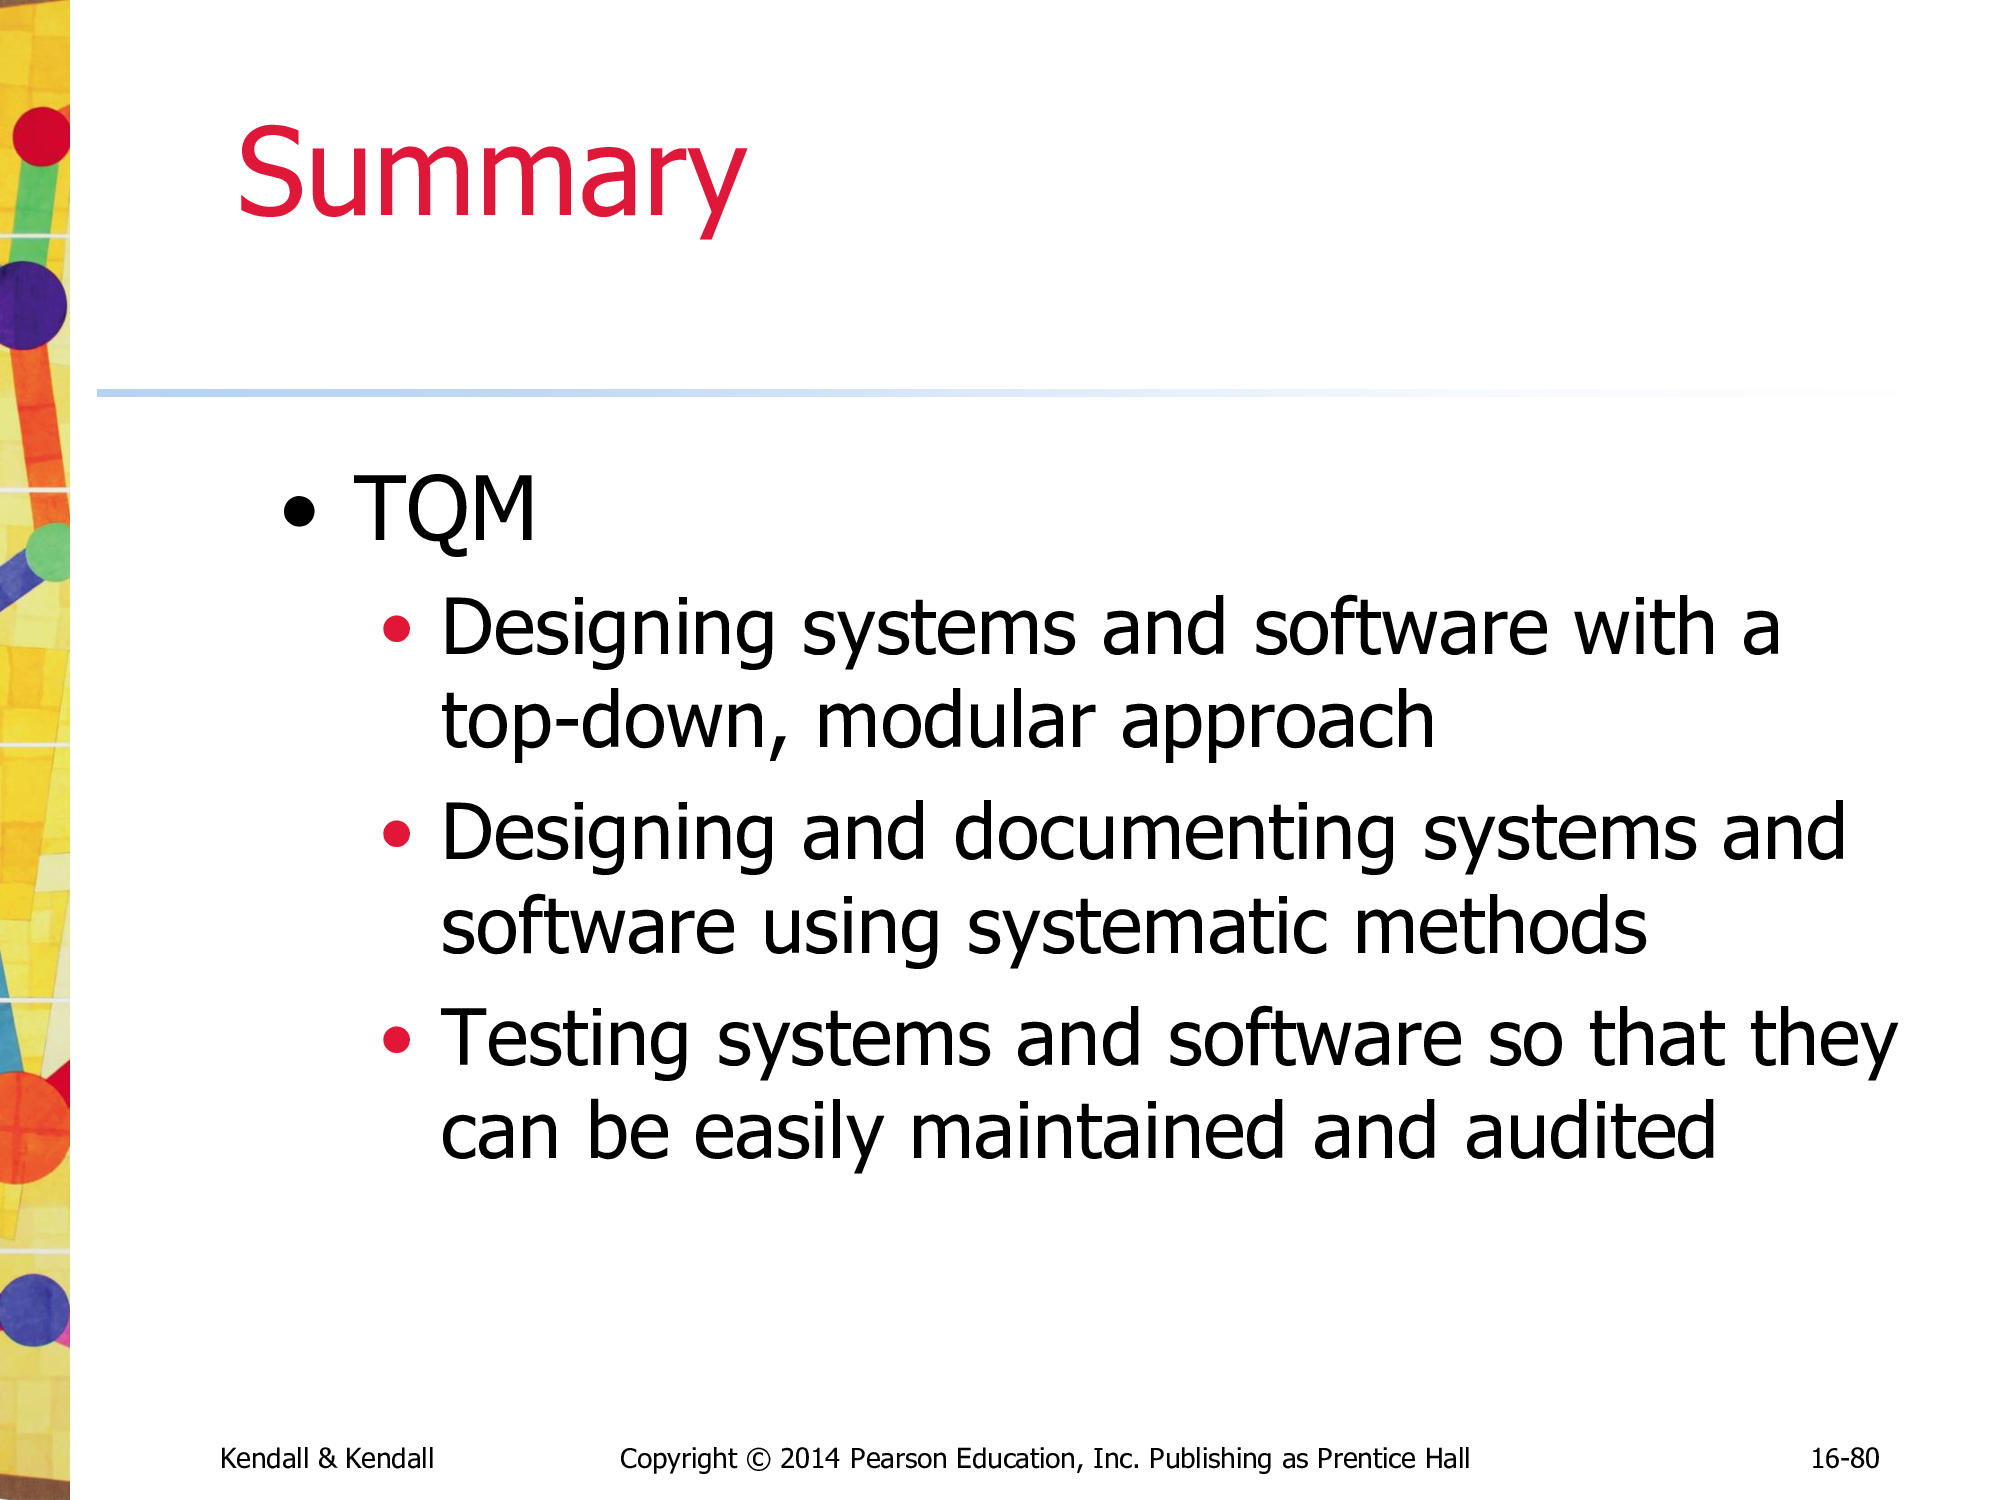 Summary
• TQM
• Designing systems and software with a
top-down, modular approach
• Designing and documenting systems and
software using systematic methods
• Testing systems and software so that they
can be easily maintained and audited
Kendall & Kendall
Copyright © 2014 Pearson Education, Inc. Publishing as Prentice Hall
16-80